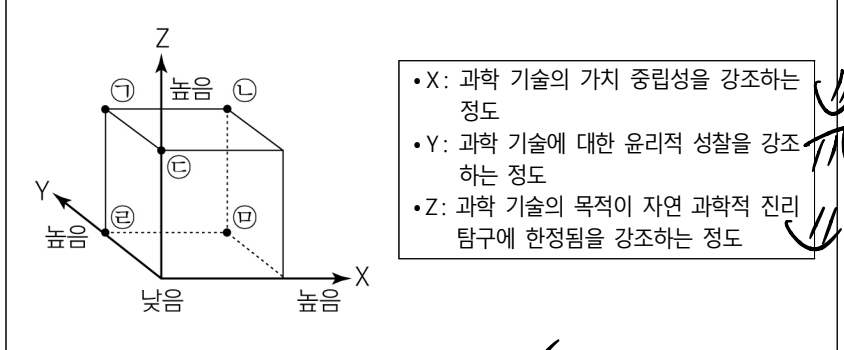 Z
㉠ 높음 ㉡
㉢
Y
㉣ ㉤
높음
X
낮음 높음
• X: 과학 기술의 가치 중립성을 강조하는
정도
• Y: 과학 기술에 대한 윤리적 성찰을 강조
하는 정도
• Z: 과학 기술의 목적이 자연 과학적 진리
탐구에 한정됨을 강조하는 정도